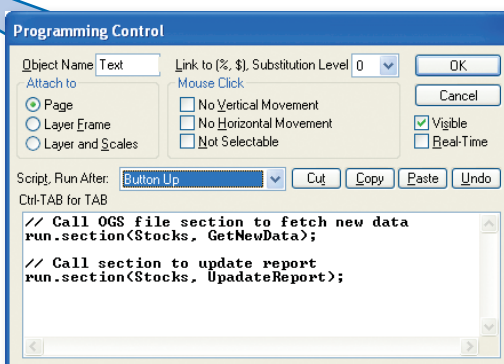 Programming Control
Object Name Text Link to (%, $), Substitution Level 0 OK
Attach to Mouse Click Cancel
Page No Vertical Movement Visible
Layer Frame No Horizontal Movement Real-Time
Layer and Scales Not Selectable
Script, Run After: Button Up Cut Copy Paste Undo
Ctrl-TAB for TAB
// Call OGS file section to fetch new data
run.section(Stocks, GetNewData);
// Call section to update report
run.section(Stocks, UpadateReport);